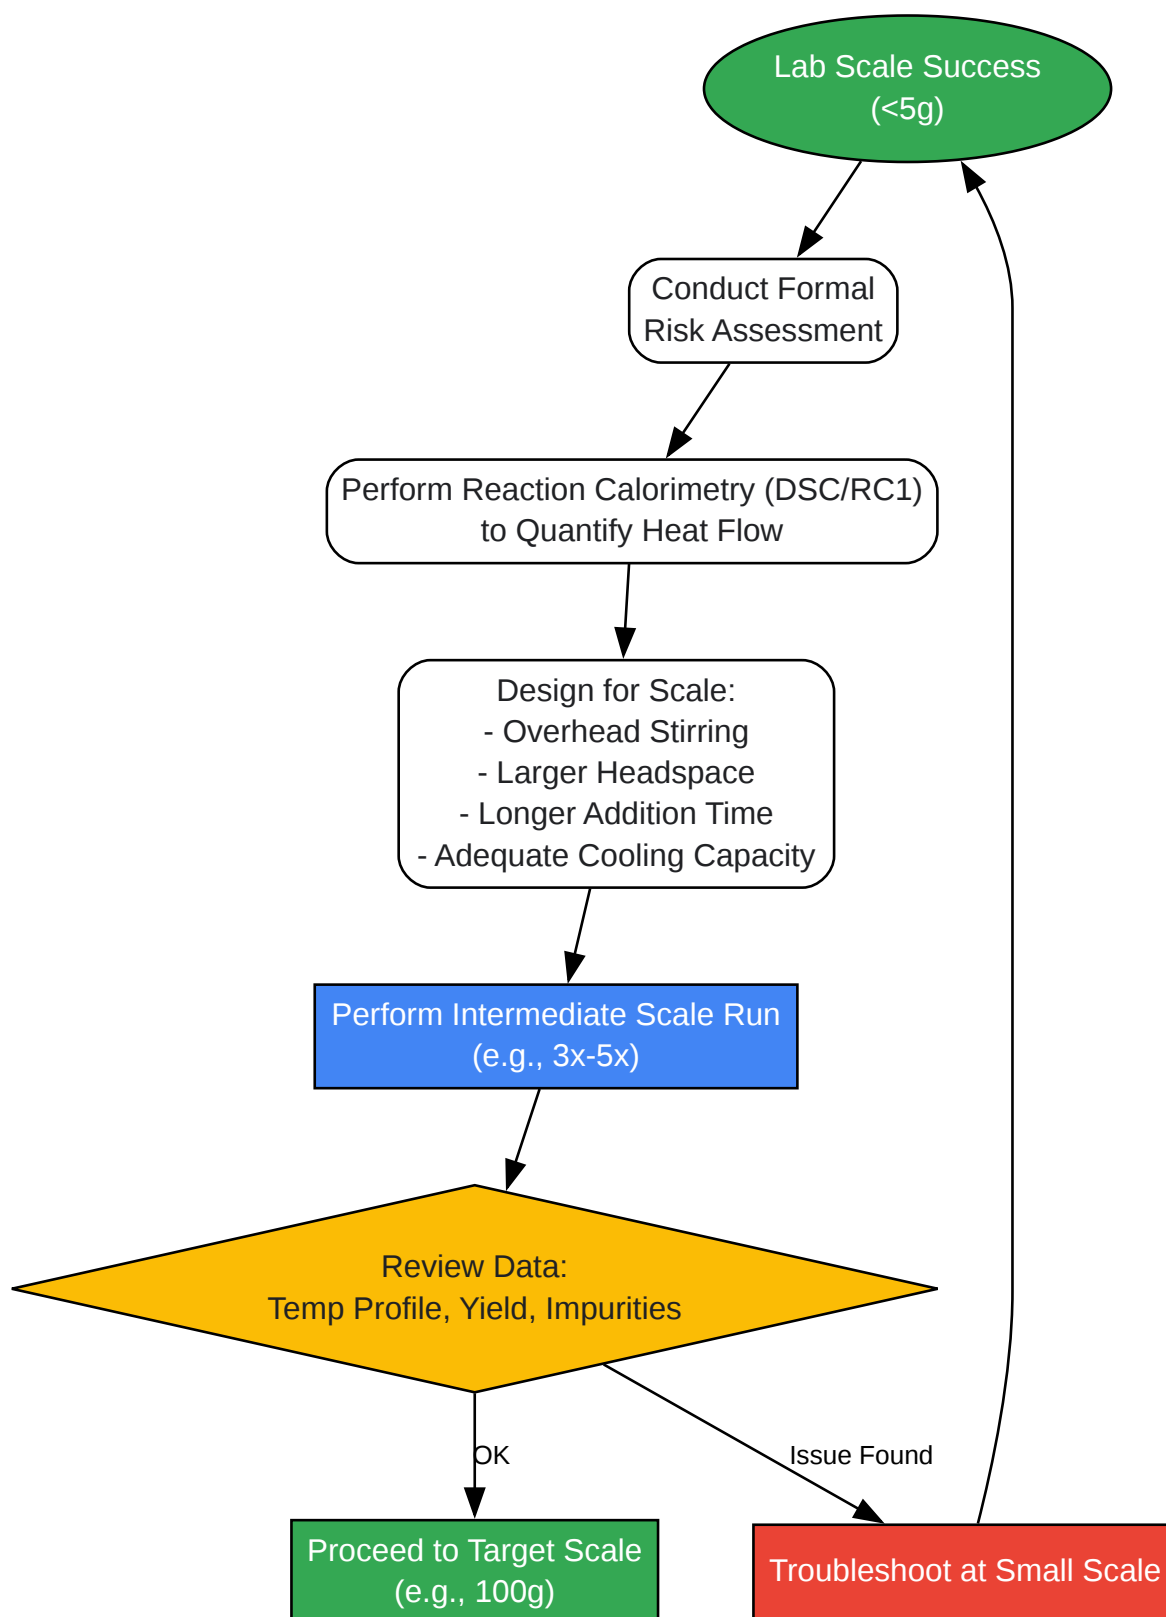 Lab Scale Success
(<5g)
Conduct Formal
Risk Assessment
Perform Reaction Calorimetry (DSC/RC1)
to Quantify Heat Flow
Design for Scale:
- Overhead Stirring
- Larger Headspace
- Longer Addition Time
- Adequate Cooling Capacity
Perform Intermediate Scale Run
(e.g., 3x-5x)
Review Data:
Temp Profile, Yield, Impurities
OK
Issue Found
Proceed to Target Scale
(e.g., 100g)
Troubleshoot at Small Scale